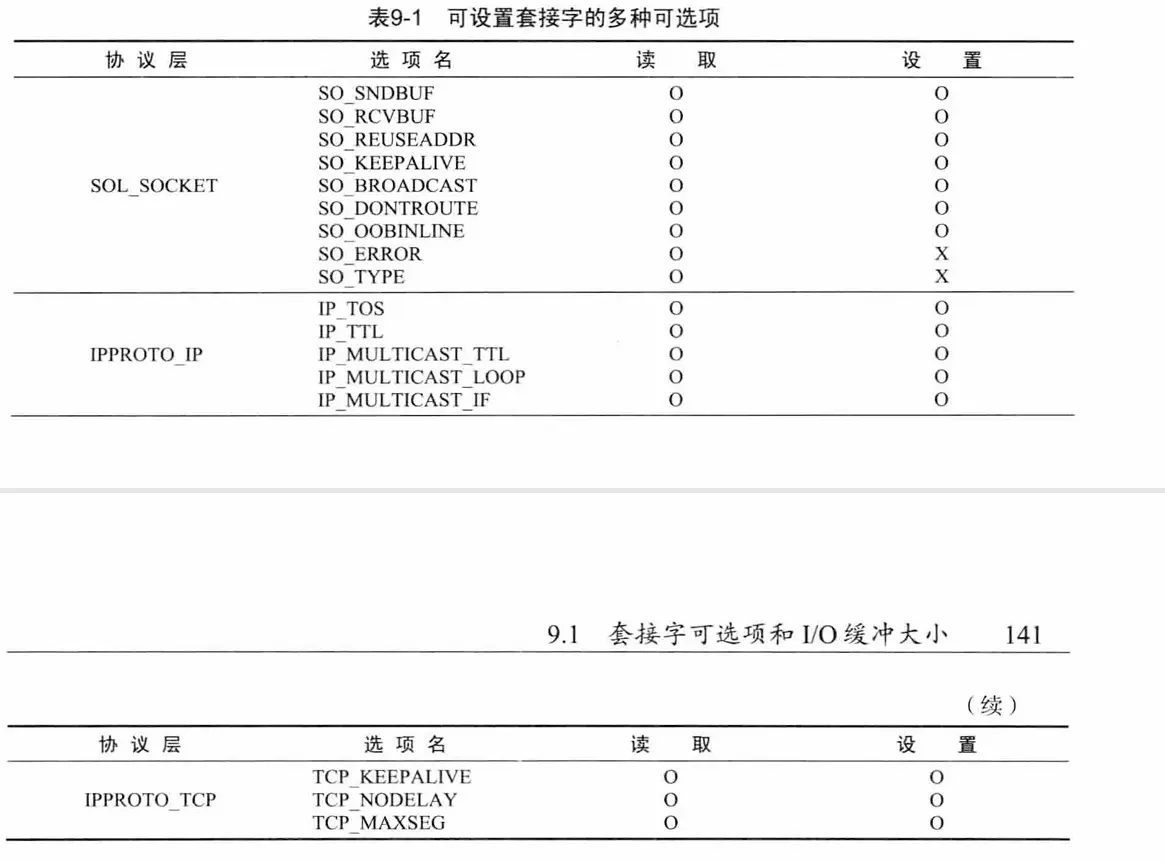 表9-1 可设置套接字的多种可选项
协议层 选项名 读取 设置
SO_SNDBUF O O
SO_RCVBUF O O
SO_REUSEADDR O O
SO_KEEPALIVE O O
SOL_SOCKET SO_BROADCAST O O
SO_DONTROUTE O O
SO_OOBINLINE O O
SO_ERROR O X
SO_TYPE O X
IP_TOS O O
IP_TTL O O
IPPROTO_IP IP_MULTICAST_TTL O O
IP_MULTICAST_LOOP O O
IP_MULTICAST_IF O O
9.1 套接字可选项和 I/O 缓冲大小 141
（续）
协议层 选项名 读取 设置
TCP_KEEPALIVE O O
IPPROTO_TCP TCP_NODELAY O O
TCP_MAXSEG O O